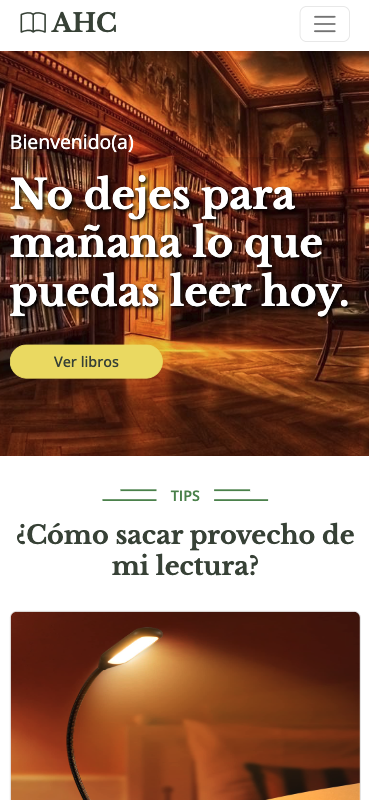 AHC
Bienvenido(a)
No dejes para
mañana lo que
puedas leer hoy.
Ver libros
TIPS
¿Cómo sacar provecho de
mi lectura?